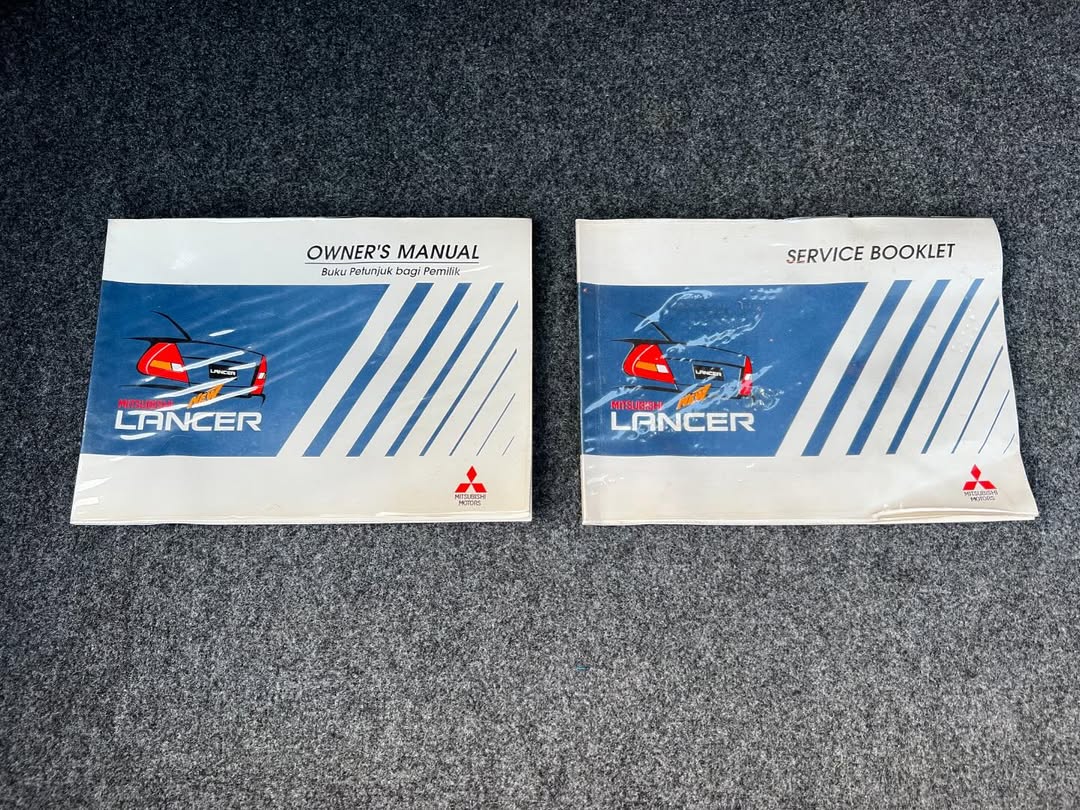 OWNER'S MANUAL
Buku Petunjuk bagi Pemilik
LANCER
MITSUBISHI
NEW
LANCER
MITSUBISHI
MOTORS
SERVICE BOOKLET
LANCER
MITSUBISHI
NEW
LANCER
MITSUBISHI
MOTORS